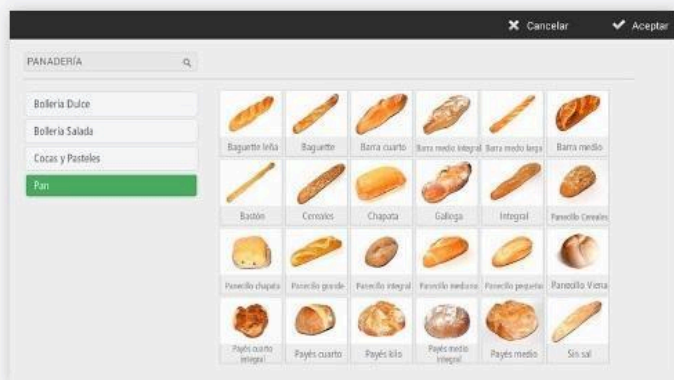 Cancelar
Aceptar
PANADERÍA
Bolleria Dulce
Bolleria Salada
Cocas y Pasteles
Pan
Baguette leña
Baguette
Barra cuarto
Barra medio integral
Barra medio larga
Barra medio
Bastón
Cereales
Chapata
Gallega
Integral
Panecillo Cereales
Panecillo chapata
Panecillo grande
Panecillo integral
Panecillo mediano
Panecillo pequeño
Panecillo Viena
Payés cuarto
integral
Payés cuarto
Payés kilo
Payés medio
integral
Payés medio
Sin sal